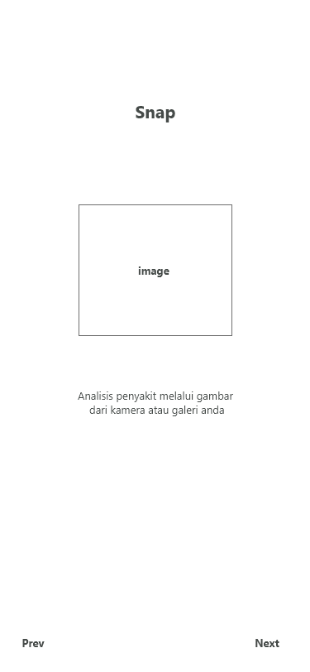 Snap
image
Analisis penyakit melalui gambar
dari kamera atau galeri anda
Prev
Next